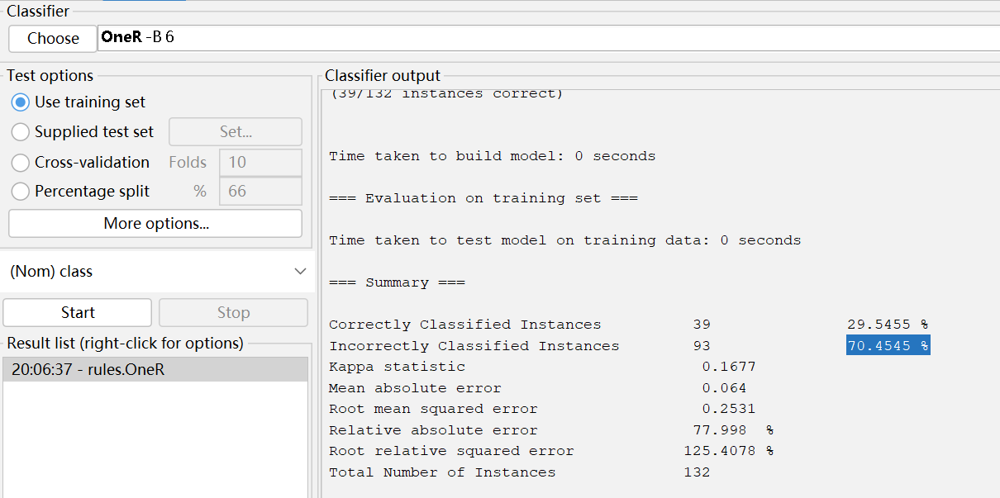 Classifier
Choose OneR -B 6
Test options
Use training set
Supplied test set Set...
Cross-validation Folds 10
Percentage split % 66
More options...
(Nom) class
Start Stop
Result list (right-click for options)
20:06:37 - rules.OneR
Classifier output
(39/132 instances correct)
Time taken to build model: 0 seconds
=== Evaluation on training set ===
Time taken to test model on training data: 0 seconds
=== Summary ===
Correctly Classified Instances 39 29.5455 %
Incorrectly Classified Instances 93 70.4545 %
Kappa statistic 0.1677
Mean absolute error 0.064
Root mean squared error 0.2531
Relative absolute error 77.998 %
Root relative squared error 125.4078 %
Total Number of Instances 132